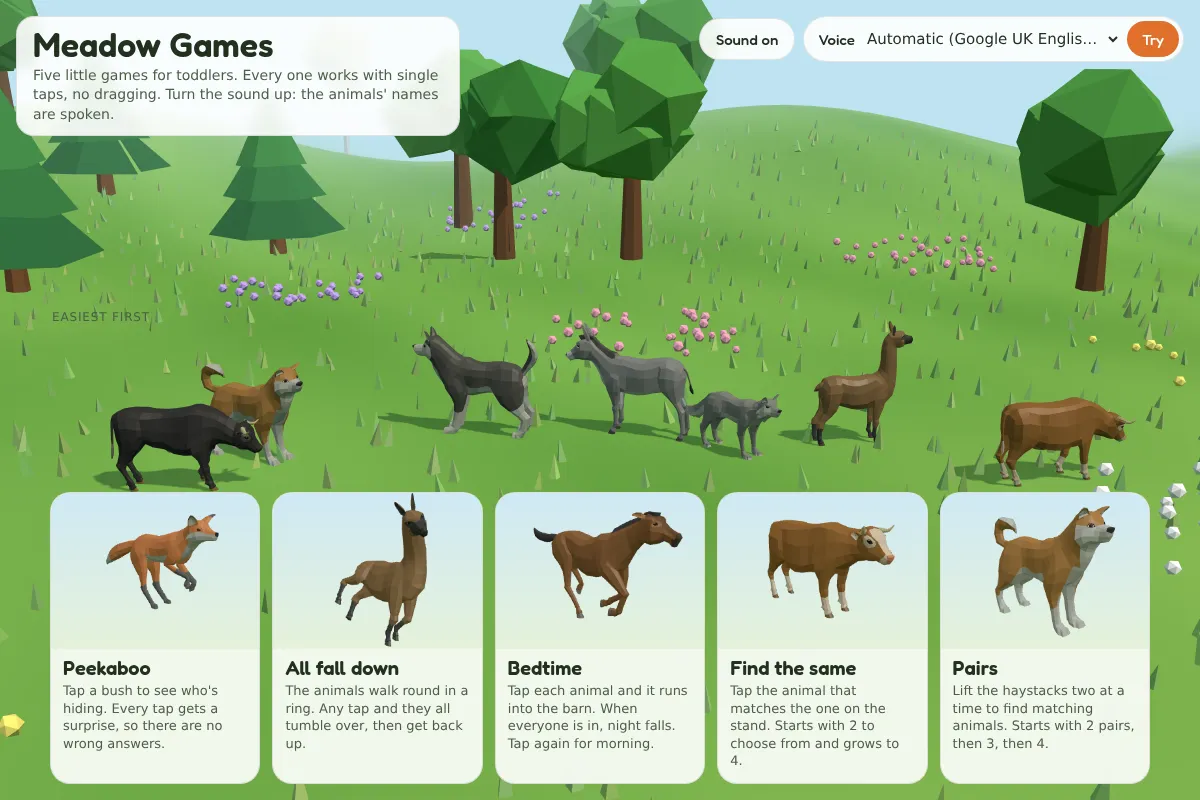 Meadow Games
Five little games for toddlers. Every one works with single
taps, no dragging. Turn the sound up: the animals' names
are spoken.
Sound on
Voice Automatic (Google UK Englis... Try
EASIEST FIRST
Peekaboo
Tap a bush to see who's
hiding. Every tap gets a
surprise, so there are no
wrong answers.
All fall down
The animals walk round in a
ring. Any tap and they all
tumble over, then get back
up.
Bedtime
Tap each animal and it runs
into the barn. When
everyone is in, night falls.
Tap again for morning.
Find the same
Tap the animal that
matches the one on the
stand. Starts with 2 to
choose from and grows to
4.
Pairs
Lift the haystacks two at a
time to find matching
animals. Starts with 2 pairs,
then 3, then 4.